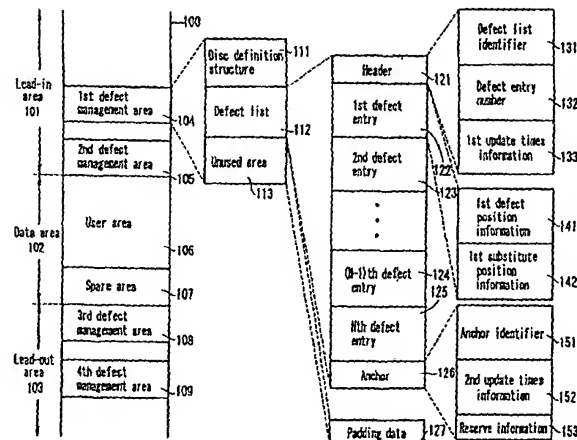 Lead-in
area
101
Data area
102
Lead-out
area
103
100
1st defect
management area
104
2nd defect
management area
105
User area
106
Spare area
107
3rd defect
management area
108
4th defect
management area
109
Disc definition
structure
111
Defect list
112
Unused area
113
Header
121
1st defect
entry
122
2nd defect
entry
123
(N-1)th defect
entry
124
125
Nth defect
entry
Anchor
126
Padding data
127
Defect list
identifier
131
Defect entry
number
132
1st update times
information
133
1st defect
position
information
141
1st substitute
position
information
142
Anchor identifier
151
2nd update times
information
152
Reserve information
153